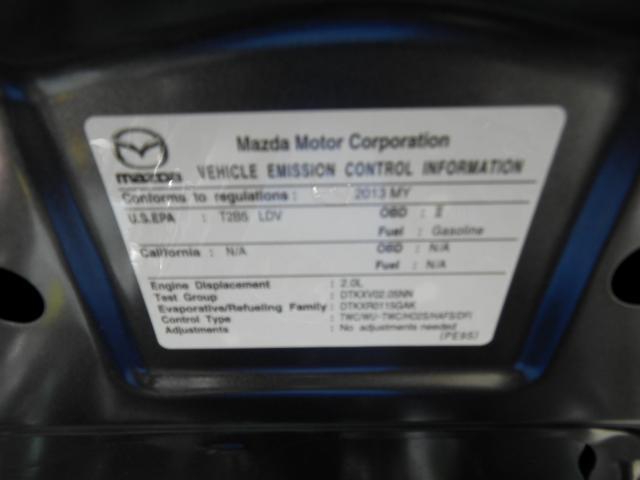 Mazda Motor Corporation
mazda VEHICLE EMISSION CONTROL INFORMATION
Conforms to regulations : 2013 MY
U.S.EPA : T2B5 LDV OBD : II
Fuel : Gasoline
California : N/A OBD : N/A
Fuel : N/A
Engine Displacement : 2.0L
Test Group : DTKXV02.05NN
Evaporative/Refueling Family : DTKXR0115GAK
Control Type : TWC/WU-TWC/HO2S/HAFS/DFI
Adjustments : No adjustments needed
(PE95)